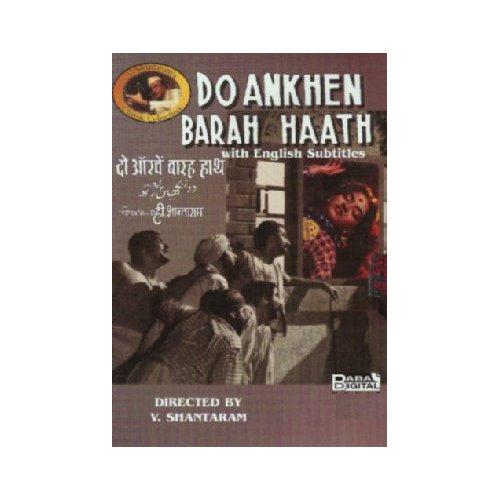 DO ANKHEN
BARAH HAATH
with English Subtitles
दो आँखें बारह हाथ
व्ही. शान्ताराम
BABA
DIGITAL
DIRECTED BY
V. SHANTARAM